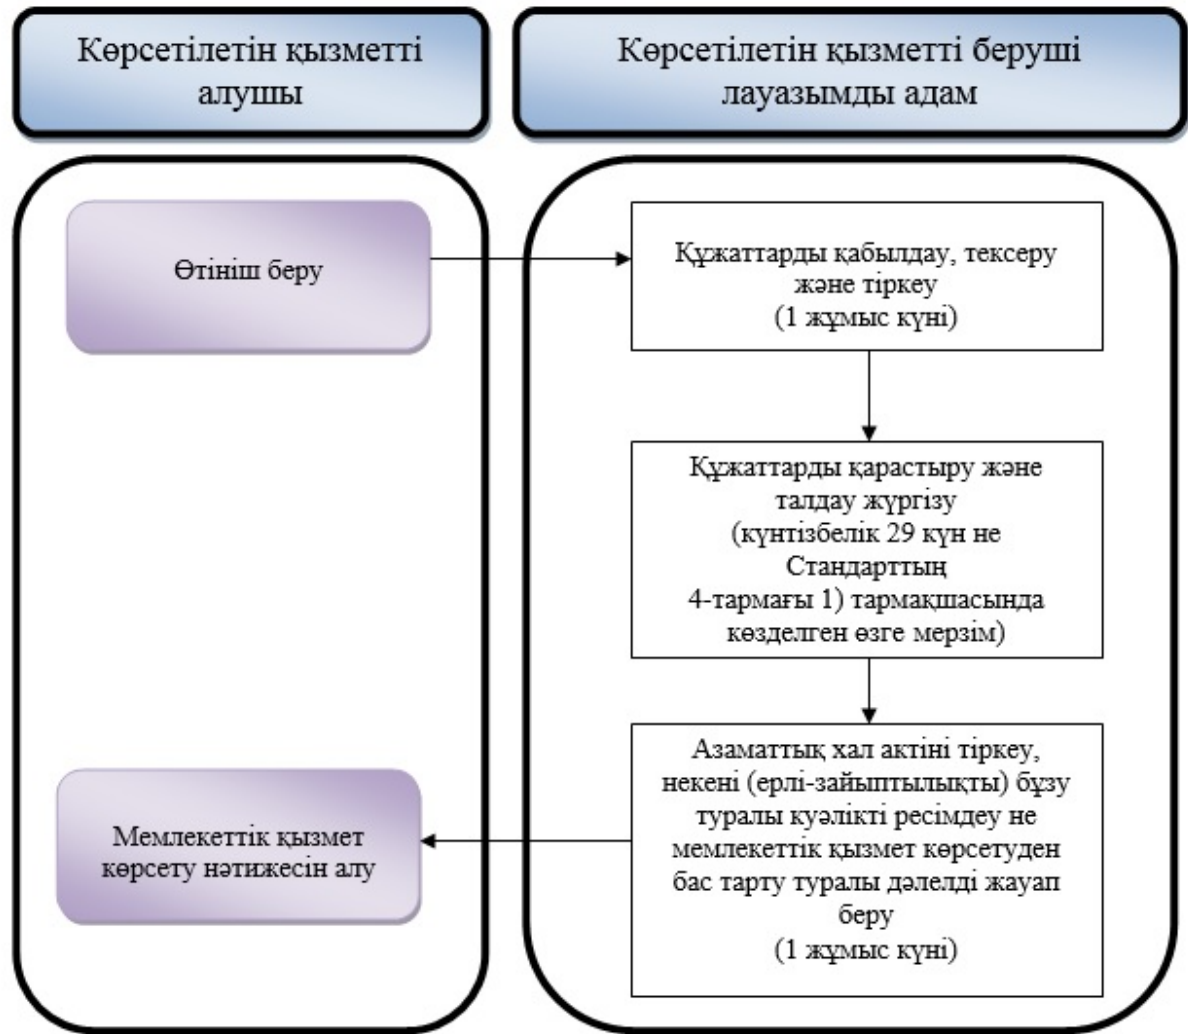 Көрсетілетін қызметті
алушы
Көрсетілетін қызметті беруші
лауазымды адам
Өтініш беру
Құжаттарды қабылдау, тексеру
және тіркеу
(1 жұмыс күні)
Құжаттарды қарастыру және
талдау жүргізу
(күнтізбелік 29 күн не
Стандарттың
4-тармағы 1) тармақшасында
көзделген өзге мерзім)
Азаматтық хал актіні тіркеу,
некені (ерлі-зайыптылықты) бұзу
туралы куәлікті ресімдеу не
мемлекеттік қызмет көрсетуден
бас тарту туралы дәлелді жауап
беру
(1 жұмыс күні)
Мемлекеттік қызмет
көрсету нәтижесін алу